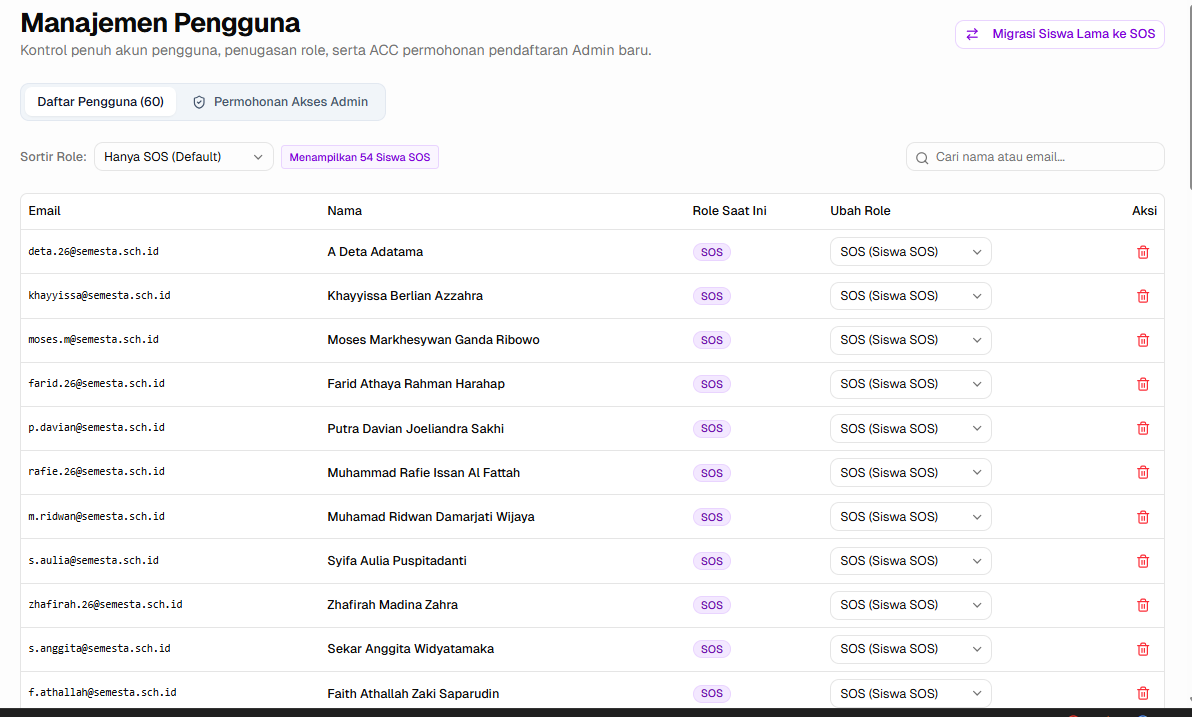 Manajemen Pengguna
Kontrol penuh akun pengguna, penugasan role, serta ACC permohonan pendaftaran Admin baru.
Migrasi Siswa Lama ke SOS
Daftar Pengguna (60) Permohonan Akses Admin
Sortir Role: Hanya SOS (Default) Menampilkan 54 Siswa SOS Cari nama atau email...
Email Nama Role Saat Ini Ubah Role Aksi
deta.26@semesta.sch.id A Deta Adatama SOS SOS (Siswa SOS)
khayyissa@semesta.sch.id Khayyissa Berlian Azzahra SOS SOS (Siswa SOS)
moses.m@semesta.sch.id Moses Markhesywan Ganda Ribowo SOS SOS (Siswa SOS)
farid.26@semesta.sch.id Farid Athaya Rahman Harahap SOS SOS (Siswa SOS)
p.davian@semesta.sch.id Putra Davian Joeliandra Sakhi SOS SOS (Siswa SOS)
rafie.26@semesta.sch.id Muhammad Rafie Issan Al Fattah SOS SOS (Siswa SOS)
m.ridwan@semesta.sch.id Muhamad Ridwan Damarjati Wijaya SOS SOS (Siswa SOS)
s.aulia@semesta.sch.id Syifa Aulia Puspitadanti SOS SOS (Siswa SOS)
zhafirah.26@semesta.sch.id Zhafirah Madina Zahra SOS SOS (Siswa SOS)
s.anggita@semesta.sch.id Sekar Anggita Widyatamaka SOS SOS (Siswa SOS)
f.athallah@semesta.sch.id Faith Athallah Zaki Saparudin SOS SOS (Siswa SOS)